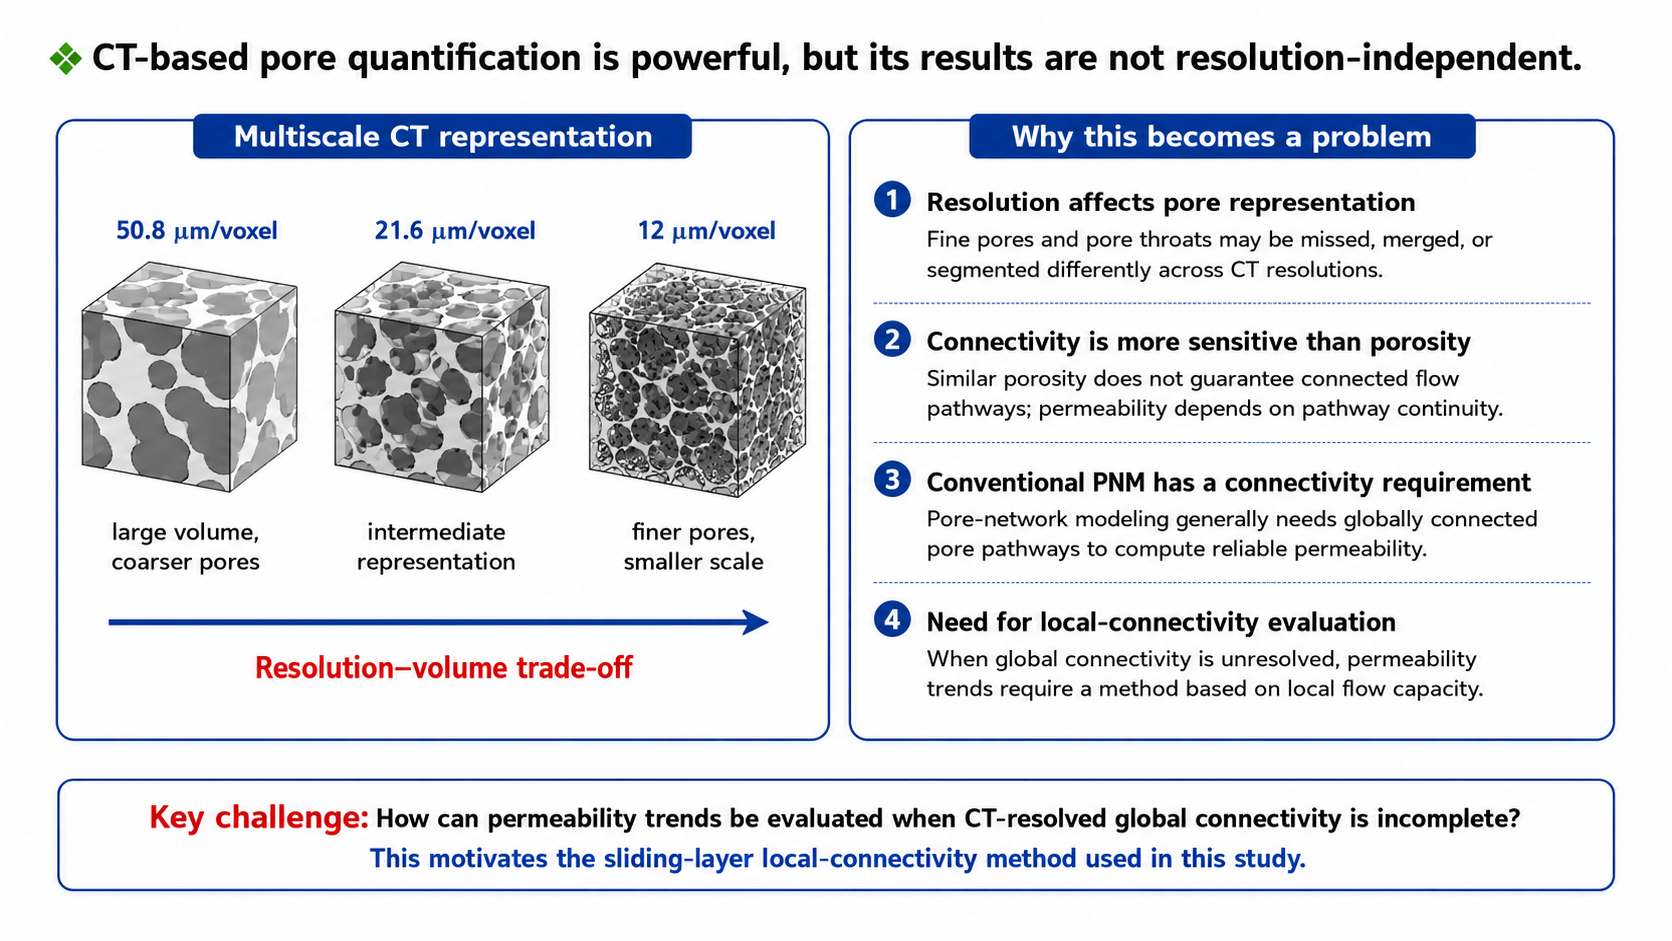 CT-based pore quantification is powerful, but its results are not resolution-independent.
Multiscale CT representation
50.8 µm/voxel
21.6 µm/voxel
12 µm/voxel
large volume,
coarser pores
intermediate
representation
finer pores,
smaller scale
Resolution–volume trade-off
Why this becomes a problem
1 Resolution affects pore representation
Fine pores and pore throats may be missed, merged, or
segmented differently across CT resolutions.
2 Connectivity is more sensitive than porosity
Similar porosity does not guarantee connected flow
pathways; permeability depends on pathway continuity.
3 Conventional PNM has a connectivity requirement
Pore-network modeling generally needs globally connected
pore pathways to compute reliable permeability.
4 Need for local-connectivity evaluation
When global connectivity is unresolved, permeability
trends require a method based on local flow capacity.
Key challenge: How can permeability trends be evaluated when CT-resolved global connectivity is incomplete?
This motivates the sliding-layer local-connectivity method used in this study.